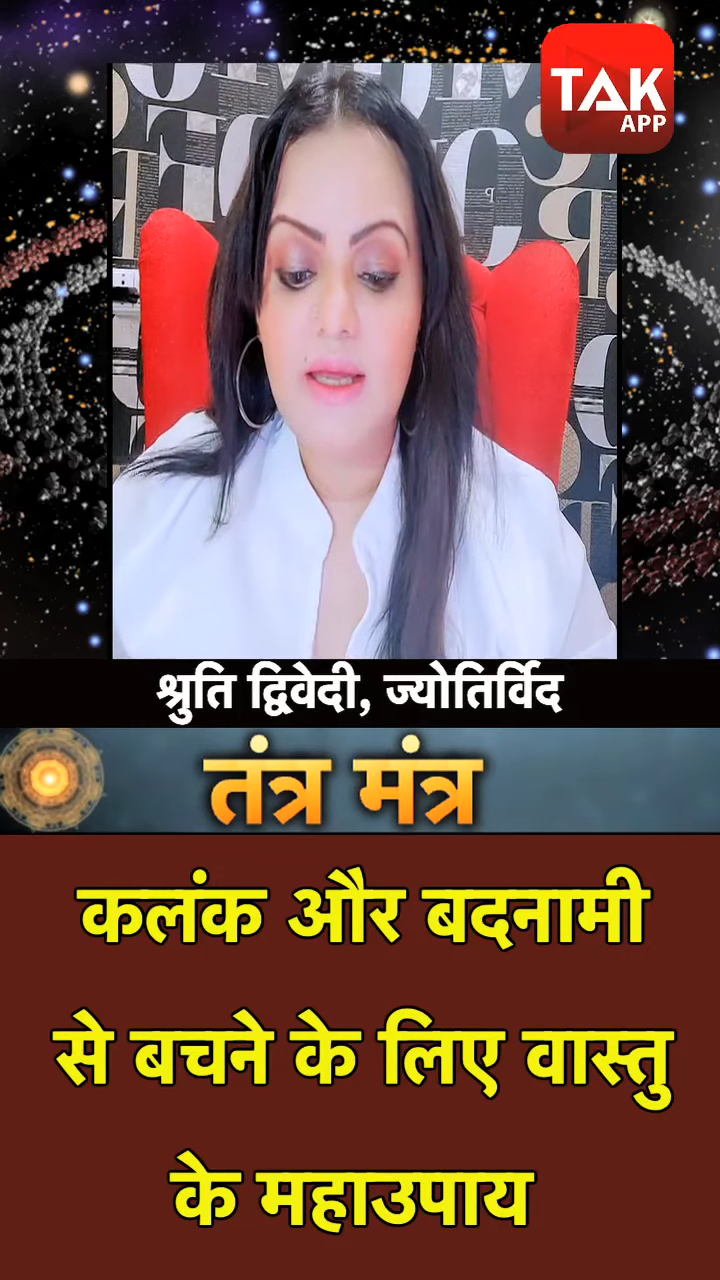 TAK
APP
श्रुति द्विवेदी, ज्योतिर्विद
तंत्र मंत्र
कलंक और बदनामी
से बचने के लिए वास्तु
के महाउपाय